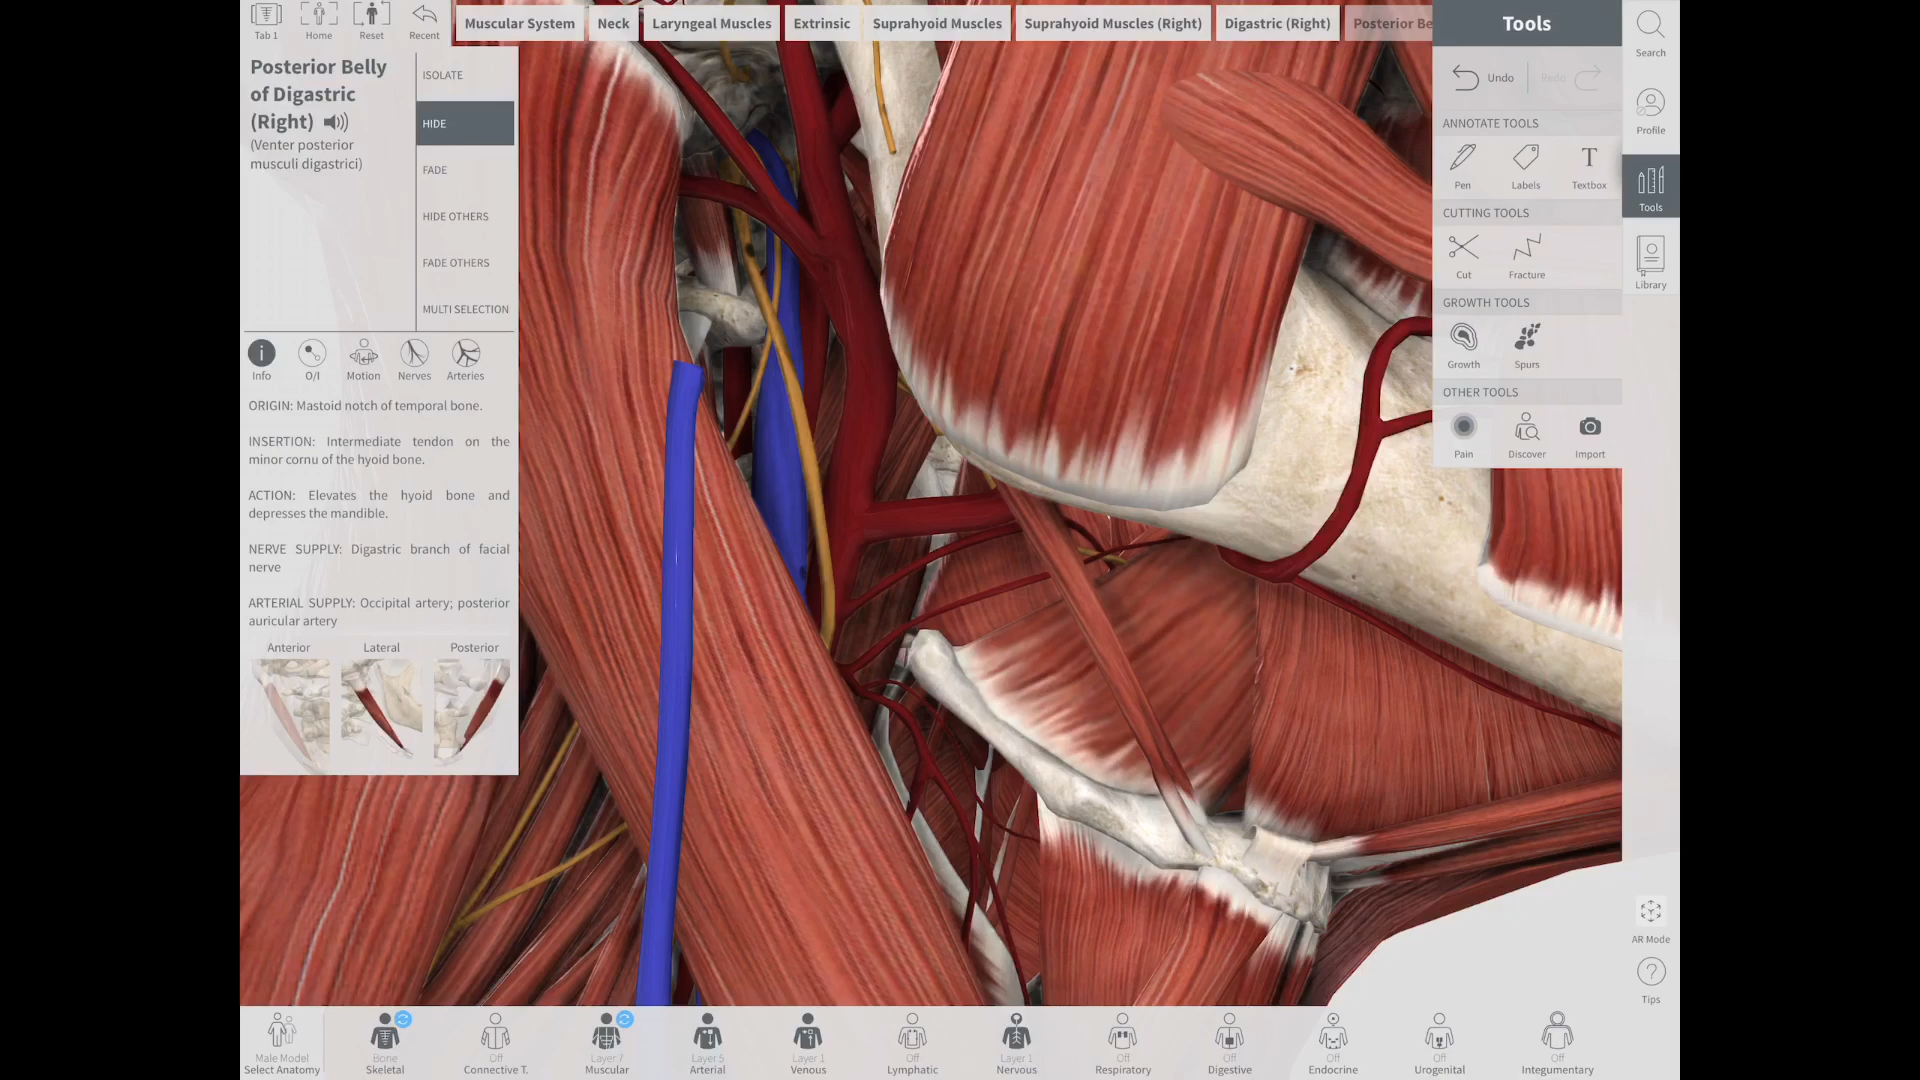 Tab 1
Home
Reset
Recent
Muscular System
Neck
Laryngeal Muscles
Extrinsic
Suprahyoid Muscles
Suprahyoid Muscles (Right)
Digastric (Right)
Posterior Be
Tools
Search
Posterior Belly
of Digastric
(Right)
(Venter posterior
musculi digastrici)
ISOLATE
HIDE
FADE
HIDE OTHERS
FADE OTHERS
MULTI SELECTION
Info
O/I
Motion
Nerves
Arteries
ORIGIN: Mastoid notch of temporal bone.
INSERTION: Intermediate tendon on the
minor cornu of the hyoid bone.
ACTION: Elevates the hyoid bone and
depresses the mandible.
NERVE SUPPLY: Digastric branch of facial
nerve
ARTERIAL SUPPLY: Occipital artery; posterior
auricular artery
Anterior
Lateral
Posterior
Undo
Redo
ANNOTATE TOOLS
Pen
Labels
Textbox
CUTTING TOOLS
Cut
Fracture
GROWTH TOOLS
Growth
Spurs
OTHER TOOLS
Pain
Discover
Import
Profile
Tools
Library
AR Mode
Tips
Male Model
Select Anatomy
Bone
Skeletal
Off
Connective T.
Layer 7
Muscular
Layer 5
Arterial
Layer 1
Venous
Off
Lymphatic
Layer 1
Nervous
Off
Respiratory
Off
Digestive
Off
Endocrine
Off
Urogenital
Off
Integumentary